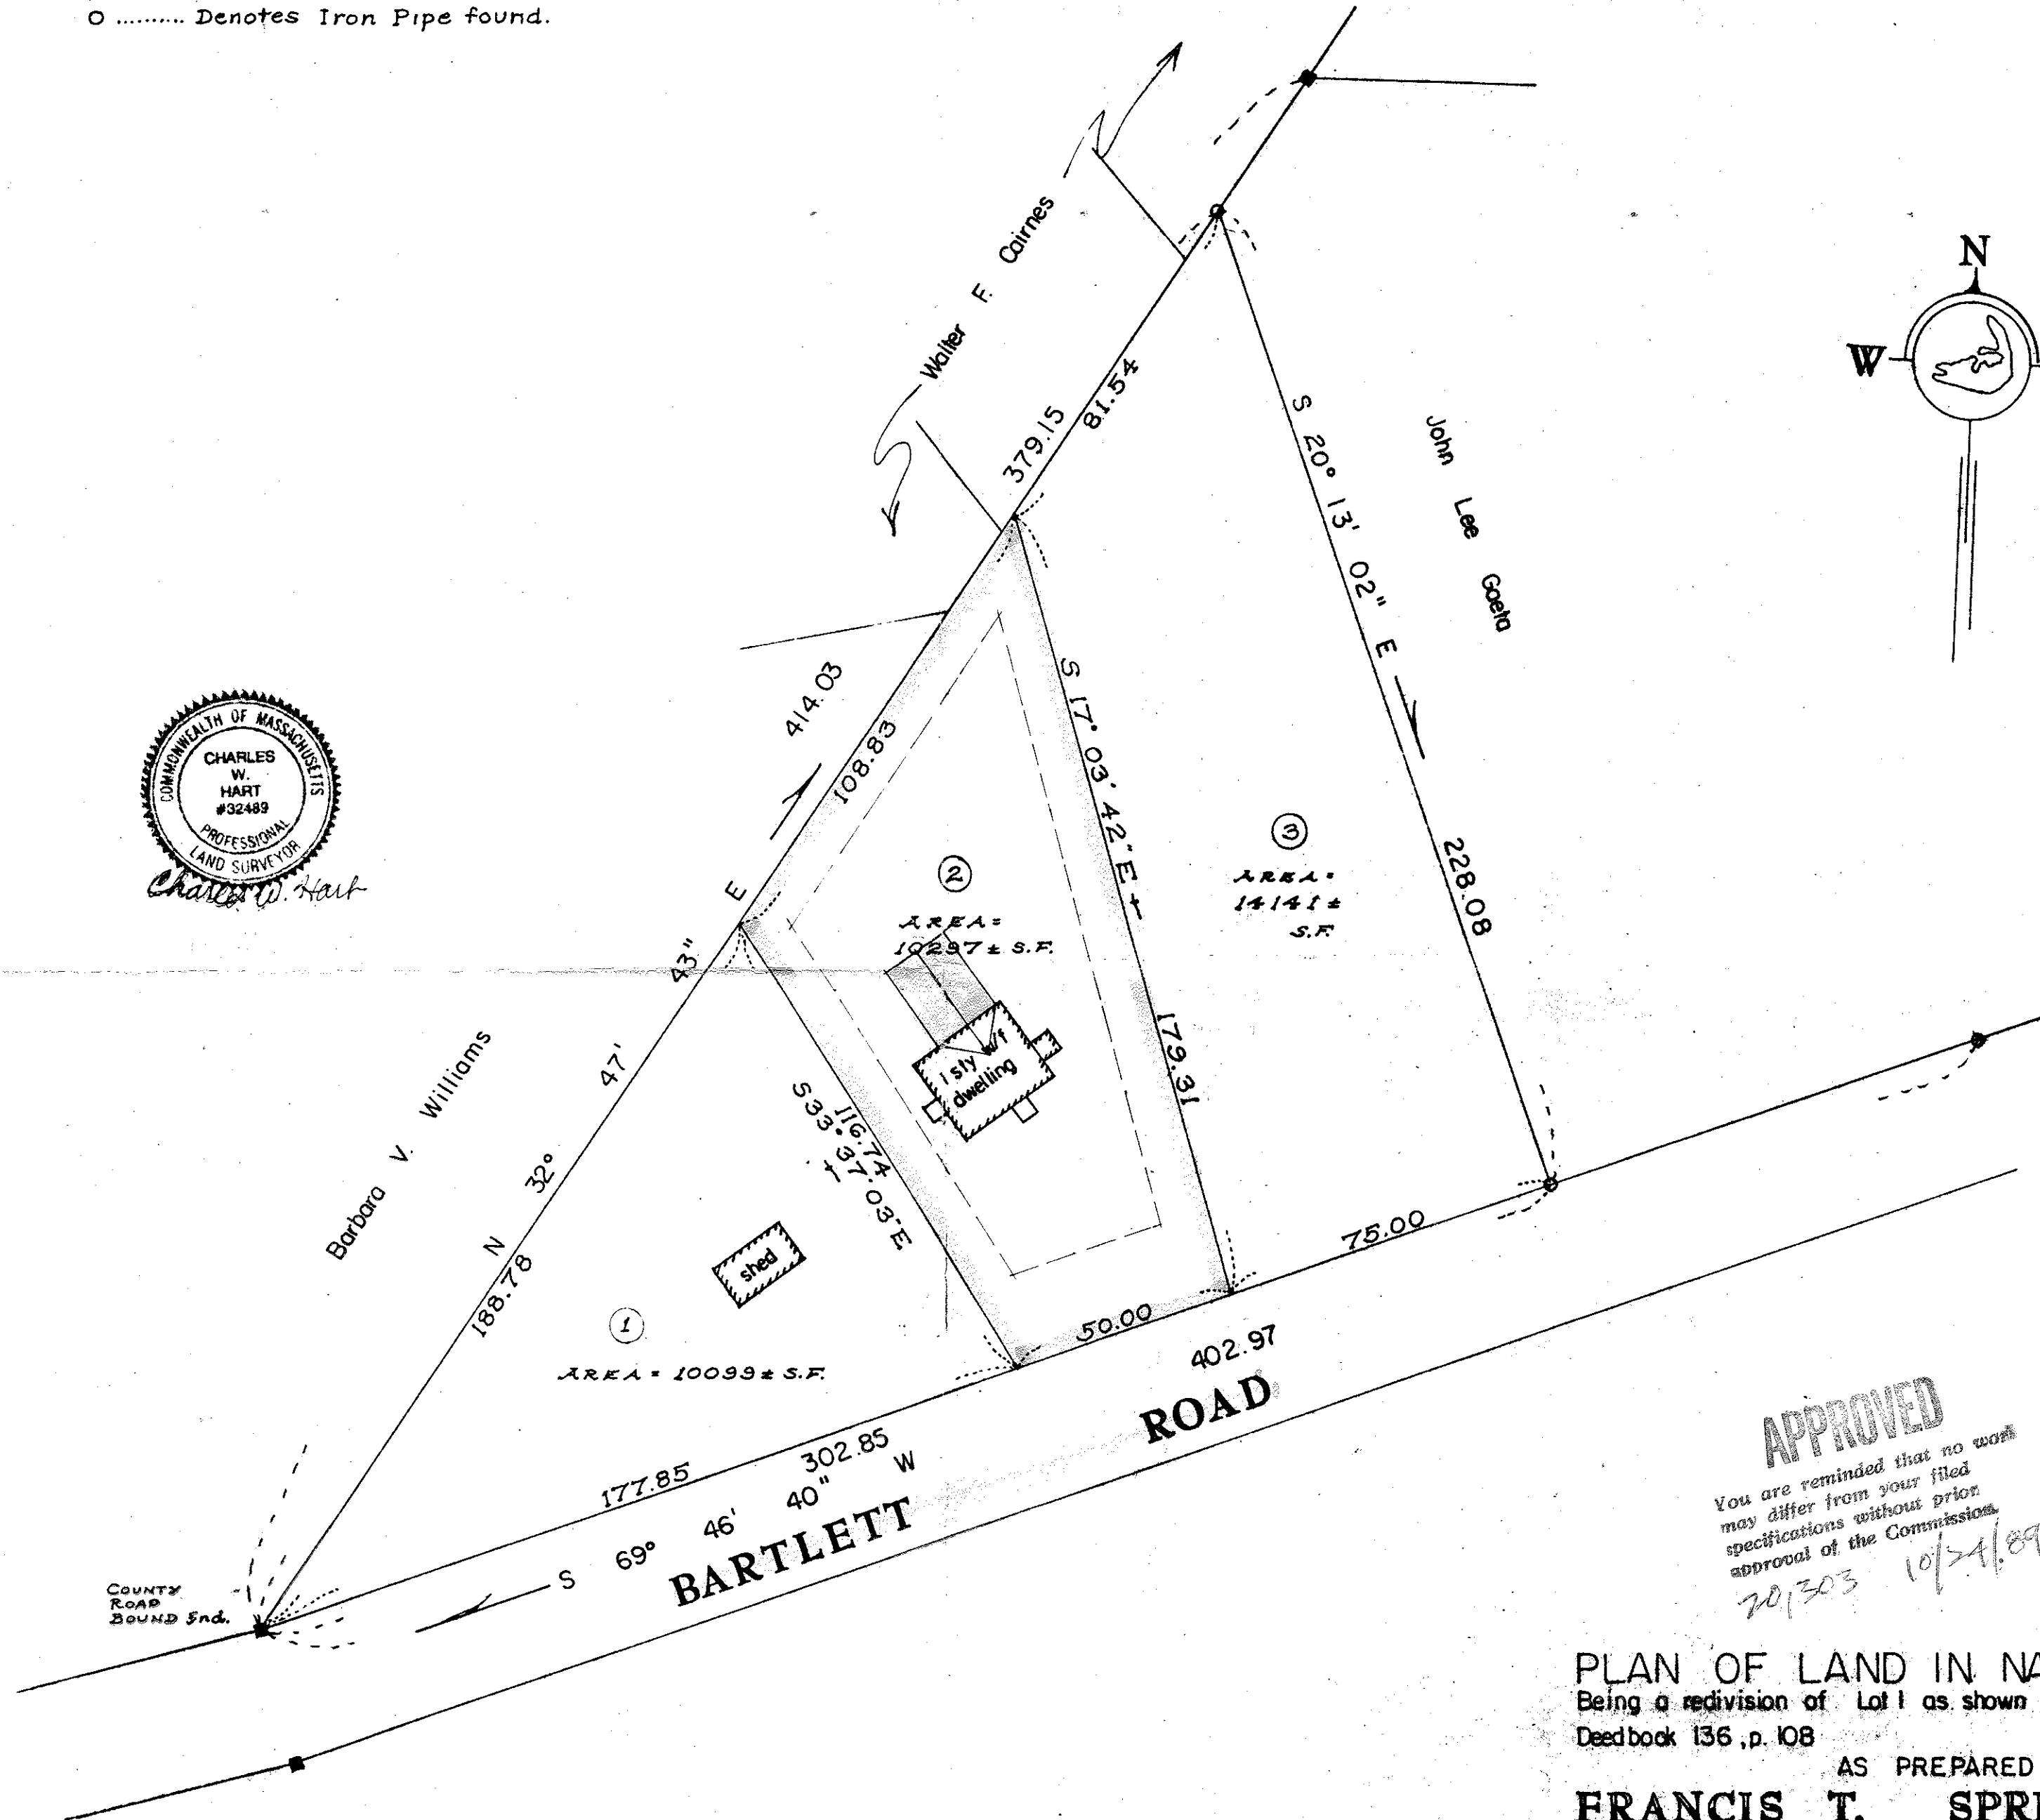 O ......... Denotes Iron Pipe found.
Walter F. Cairnes
N
W
379.15
81.54
S 20° 13' 02" E
John Lee Gaeta
228.08
414.03
108.83
S 17° 03' 42" E
179.31
COMMONWEALTH OF MASSACHUSETTS
CHARLES
W.
HART
#32489
PROFESSIONAL
LAND SURVEYOR
Charles W. Hart
2
AREA =
10297 ± S.F.
3
AREA =
14141 ±
S.F.
1 sty w/f
dwelling
116.74
S 33° 37' 03" E
N 32° 47' 43" E
188.78
Barbara V. Williams
shed
1
AREA = 10099 ± S.F.
50.00
75.00
402.97
177.85
302.85
S 69° 46' 40" W
BARTLETT ROAD
COUNTY
ROAD
BOUND fnd.
APPROVED
You are reminded that no work
may differ from your filed
specifications without prior
approval of the Commission.
20,303 10/24/89
PLAN OF LAND IN NA
Being a redivision of Lot 1 as shown
Deedbook 136, p. 108
AS PREPARED
FRANCIS T. SPRI